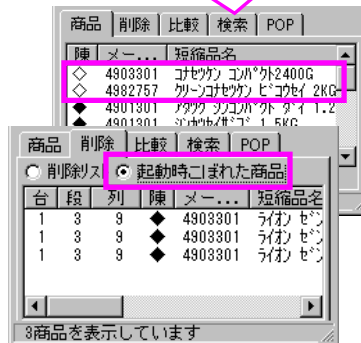 商品 削除 比較 検索 POP
陳 メー... 短縮品名
◇ 4903301 コナセツケン コンパクト2400G
◇ 4982757 クリーンコナセツケン ビコウセイ 2KG
◆ 4901301
商品 削除 比較 検索 POP
削除リス 起動時こぼれた商品
台 段 列 陳 メー... 短縮品名
1 3 9 ◆ 4903301 ライオン ゼン
1 3 9 ◆ 4903301 ライオン ゼン
1 3 9 ◆ 4903301 ライオン ゼン
3商品を表示しています